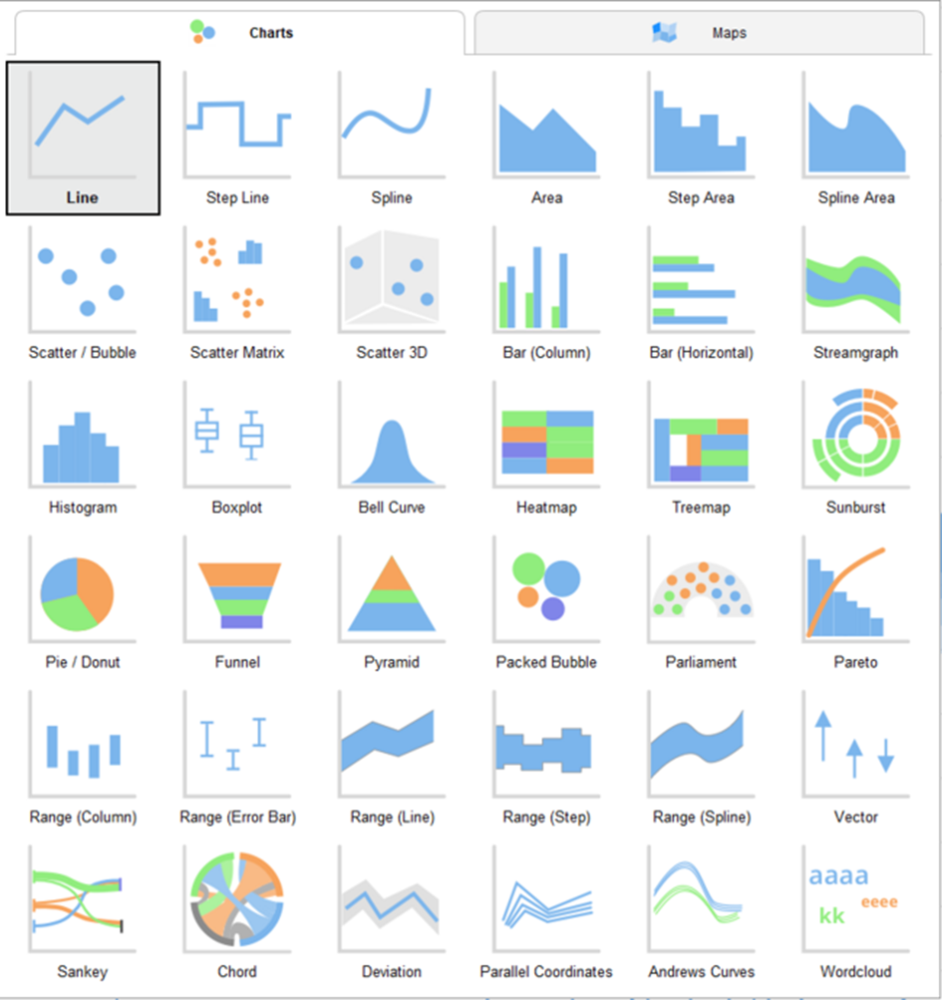 Charts
Maps
Line
Step Line
Spline
Area
Step Area
Spline Area
Scatter / Bubble
Scatter Matrix
Scatter 3D
Bar (Column)
Bar (Horizontal)
Streamgraph
Histogram
Boxplot
Bell Curve
Heatmap
Treemap
Sunburst
Pie / Donut
Funnel
Pyramid
Packed Bubble
Parliament
Pareto
Range (Column)
Range (Error Bar)
Range (Line)
Range (Step)
Range (Spline)
Vector
aaaa
eeee
kk
Sankey
Chord
Deviation
Parallel Coordinates
Andrews Curves
Wordcloud